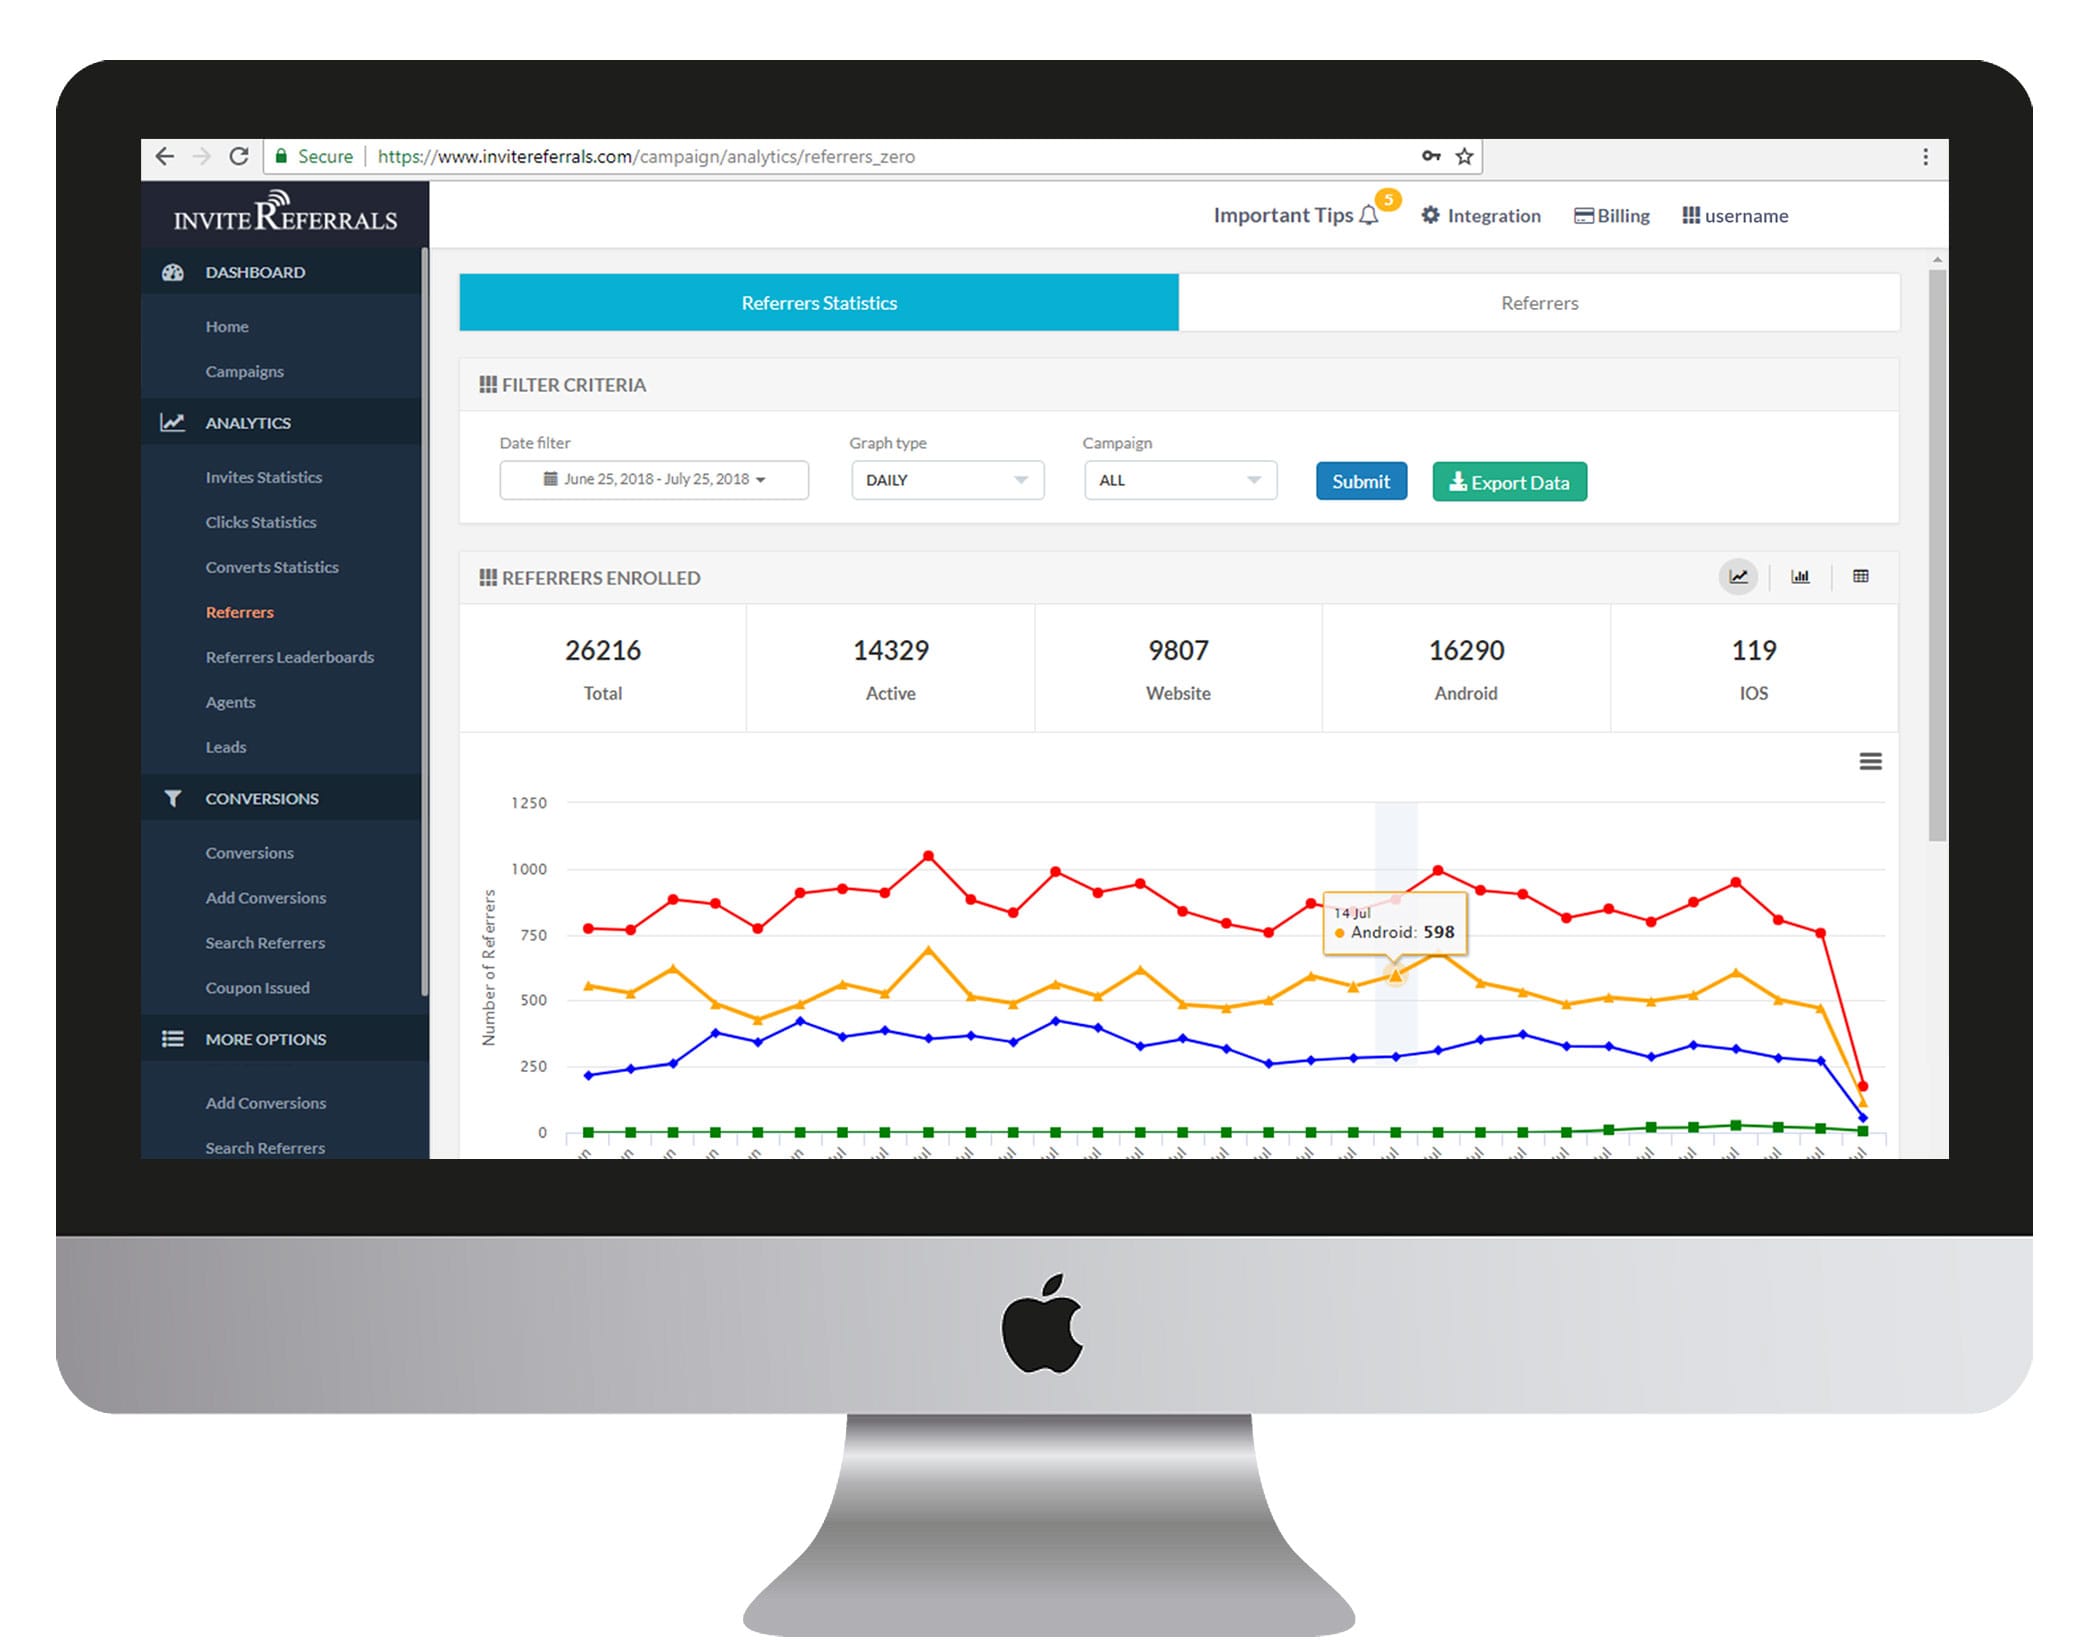 Secure https://www.invitereferrals.com/campaign/analytics/referrers_zero
INVITE REFERRALS
Important Tips 5 Integration Billing username
DASHBOARD
Home
Campaigns
ANALYTICS
Invites Statistics
Clicks Statistics
Converts Statistics
Referrers
Referrers Leaderboards
Agents
Leads
CONVERSIONS
Conversions
Add Conversions
Search Referrers
Coupon Issued
MORE OPTIONS
Add Conversions
Search Referrers
Referrers Statistics Referrers
FILTER CRITERIA
Date filter Graph type Campaign
June 25, 2018 - July 25, 2018 DAILY ALL Submit Export Data
REFERRERS ENROLLED
26216 14329 9807 16290 119
Total Active Website Android IOS
Number of Referrers
1250
1000
750
500
250
0
14 Jul
Android: 598